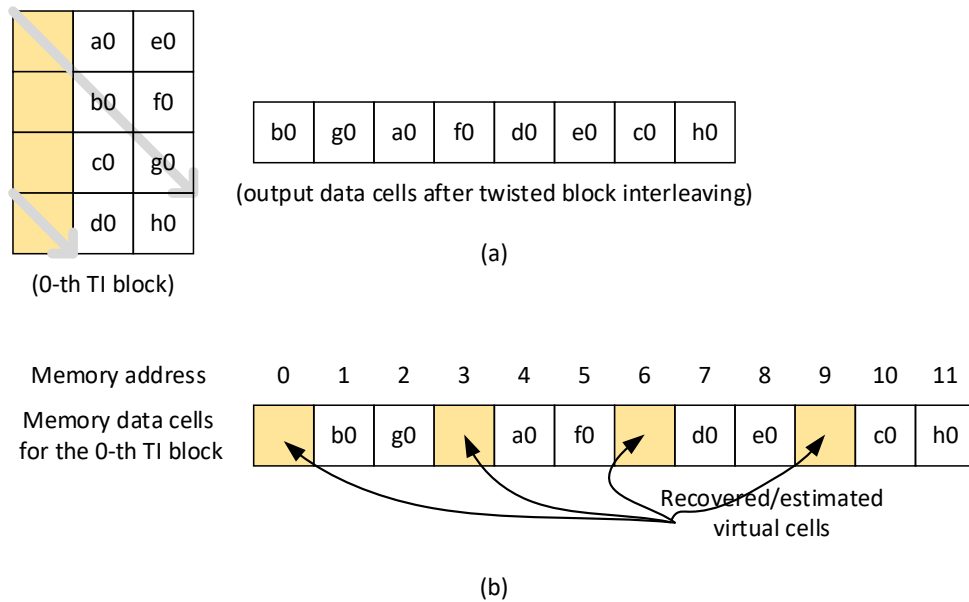 a0 e0
b0 f0
c0 g0
d0 h0
(0-th TI block)
b0 g0 a0 f0 d0 e0 c0 h0
(output data cells after twisted block interleaving)
(a)
Memory address 0 1 2 3 4 5 6 7 8 9 10 11
Memory data cells
for the 0-th TI block
b0 g0 a0 f0 d0 e0 c0 h0
Recovered/estimated
virtual cells
(b)